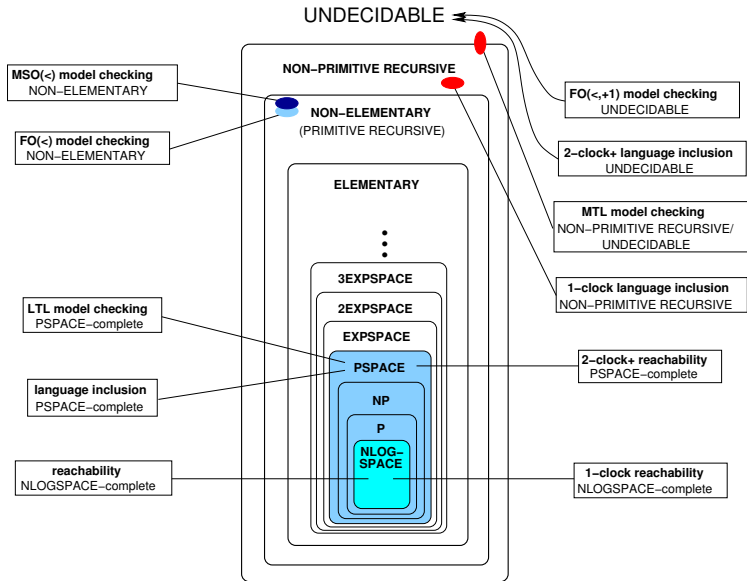 UNDECIDABLE
NON−PRIMITIVE RECURSIVE
NON−ELEMENTARY
(PRIMITIVE RECURSIVE)
ELEMENTARY
3EXPSPACE
2EXPSPACE
EXPSPACE
PSPACE
NP
P
NLOG−
SPACE
MSO(<) model checking
NON−ELEMENTARY
FO(<) model checking
NON−ELEMENTARY
LTL model checking
PSPACE−complete
language inclusion
PSPACE−complete
reachability
NLOGSPACE−complete
FO(<,+1) model checking
UNDECIDABLE
2−clock+ language inclusion
UNDECIDABLE
MTL model checking
NON−PRIMITIVE RECURSIVE/
UNDECIDABLE
1−clock language inclusion
NON−PRIMITIVE RECURSIVE
2−clock+ reachability
PSPACE−complete
1−clock reachability
NLOGSPACE−complete